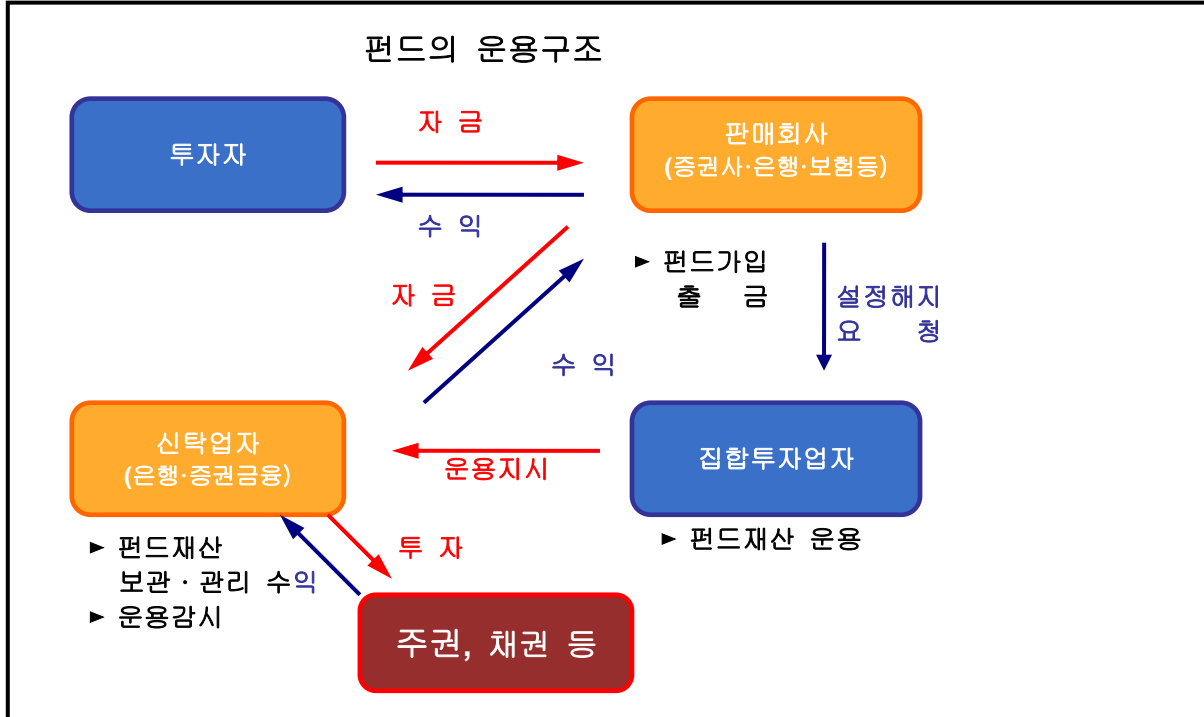 펀드의 운용구조
투자자
자 금
수 익
판매회사
(증권사·은행·보험등)
► 펀드가입
출 금
설정해지
요 청
자 금
수 익
신탁업자
(은행·증권금융)
운용지시
집합투자업자
► 펀드재산 운용
► 펀드재산
보관 · 관리
► 운용감시
수익
투 자
주권, 채권 등